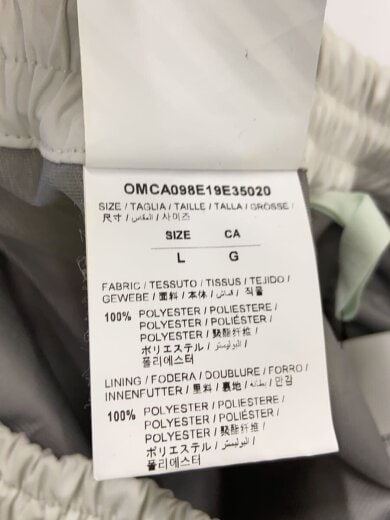 OMCA098E19E35020
SIZE / TAGLIA / TAILLE / TALLA / GRÖSSE /
尺寸 / المقاس / 사이즈
SIZE CA
L G
FABRIC / TESSUTO / TISSUS / TEJIDO /
GEWEBE / 面料 / 本体 / قماش / 직물
100% POLYESTER / POLIESTERE /
POLYESTER / POLIÉSTER /
POLYESTER / 聚酯纤维 /
ポリエステル / البوليستر /
폴리에스터
LINING / FODERA / DOUBLURE / FORRO /
INNENFUTTER / 里料 / 裏地 / بطانه / 안감
100% POLYESTER / POLIESTERE /
POLYESTER / POLIÉSTER /
POLYESTER / 聚酯纤维 /
ポリエステル / البوليستر /
폴리에스터